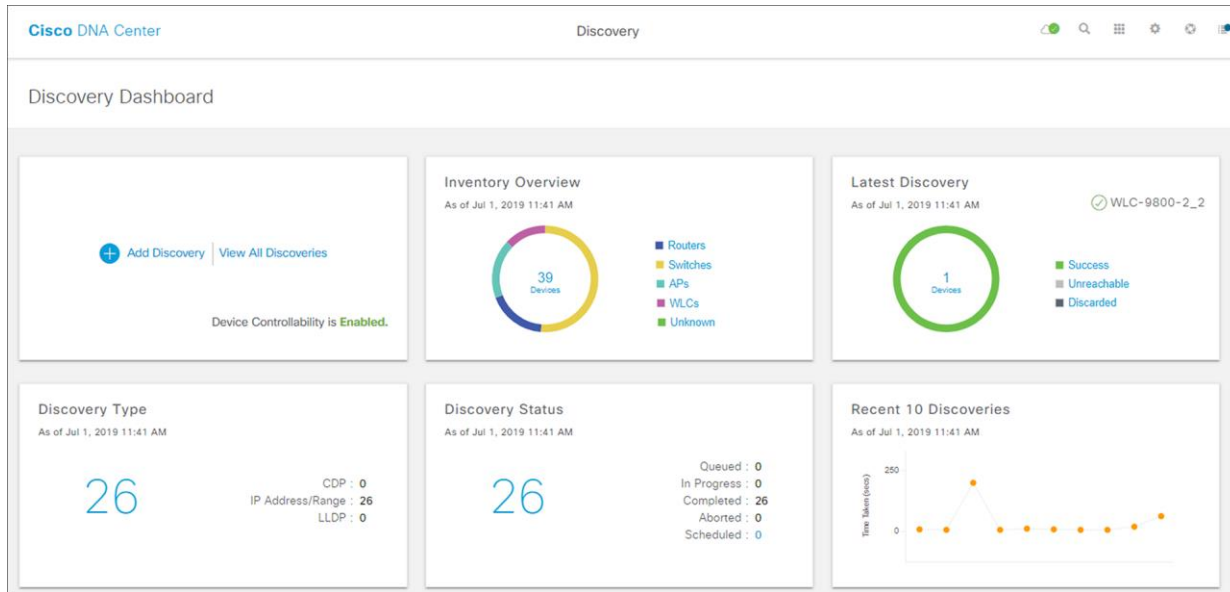 Cisco DNA Center
Discovery
Discovery Dashboard
Add Discovery
View All Discoveries
Device Controllability is Enabled.
Inventory Overview
As of Jul 1, 2019 11:41 AM
39
Devices
Routers
Switches
APs
WLCs
Unknown
Latest Discovery
As of Jul 1, 2019 11:41 AM
WLC-9800-2_2
1
Devices
Success
Unreachable
Discarded
Discovery Type
As of Jul 1, 2019 11:41 AM
26
CDP : 0
IP Address/Range : 26
LLDP : 0
Discovery Status
As of Jul 1, 2019 11:41 AM
26
Queued : 0
In Progress : 0
Completed : 26
Aborted : 0
Scheduled : 0
Recent 10 Discoveries
As of Jul 1, 2019 11:41 AM
Time Taken (secs)
250
0